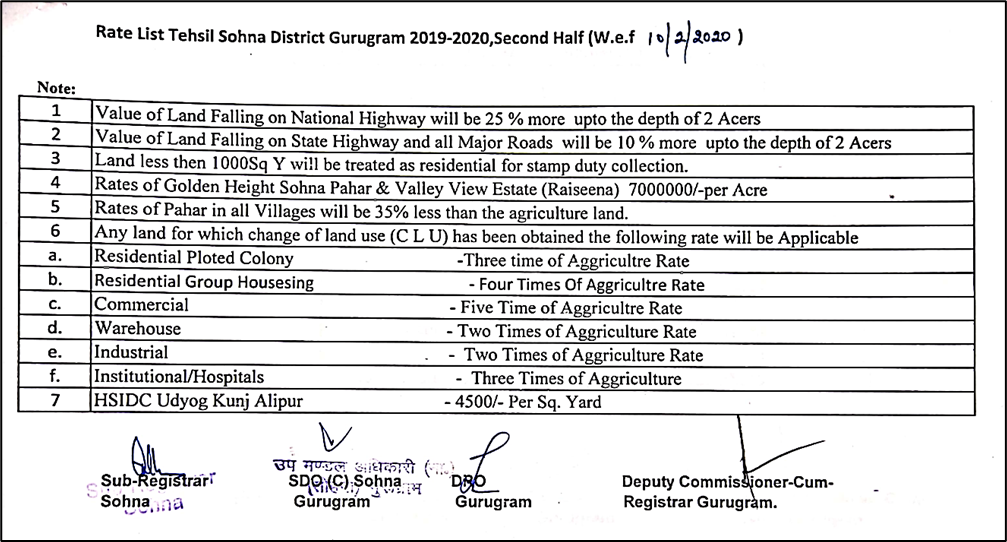 Rate List Tehsil Sohna District Gurugram 2019-2020,Second Half (W.e.f 10/2/2020 )
Note:
1 Value of Land Falling on National Highway will be 25 % more upto the depth of 2 Acers
2 Value of Land Falling on State Highway and all Major Roads will be 10 % more upto the depth of 2 Acers
3 Land less then 1000Sq Y will be treated as residential for stamp duty collection.
4 Rates of Golden Height Sohna Pahar & Valley View Estate (Raiseena) 7000000/-per Acre
5 Rates of Pahar in all Villages will be 35% less than the agriculture land.
6 Any land for which change of land use (C L U) has been obtained the following rate will be Applicable
a. Residential Ploted Colony -Three time of Aggricultre Rate
b. Residential Group Housesing - Four Times Of Aggricultre Rate
c. Commercial - Five Time of Aggricultre Rate
d. Warehouse - Two Times of Aggriculture Rate
e. Industrial - Two Times of Aggriculture Rate
f. Institutional/Hospitals - Three Times of Aggriculture
7 HSIDC Udyog Kunj Alipur - 4500/- Per Sq. Yard
उप मण्डल अधिकारी
Sub-Registrar SDO (C) Sohna DRO Deputy Commissioner-Cum-
गुरुग्राम
Sohna Gurugram Gurugram Registrar Gurugram.
Sohna